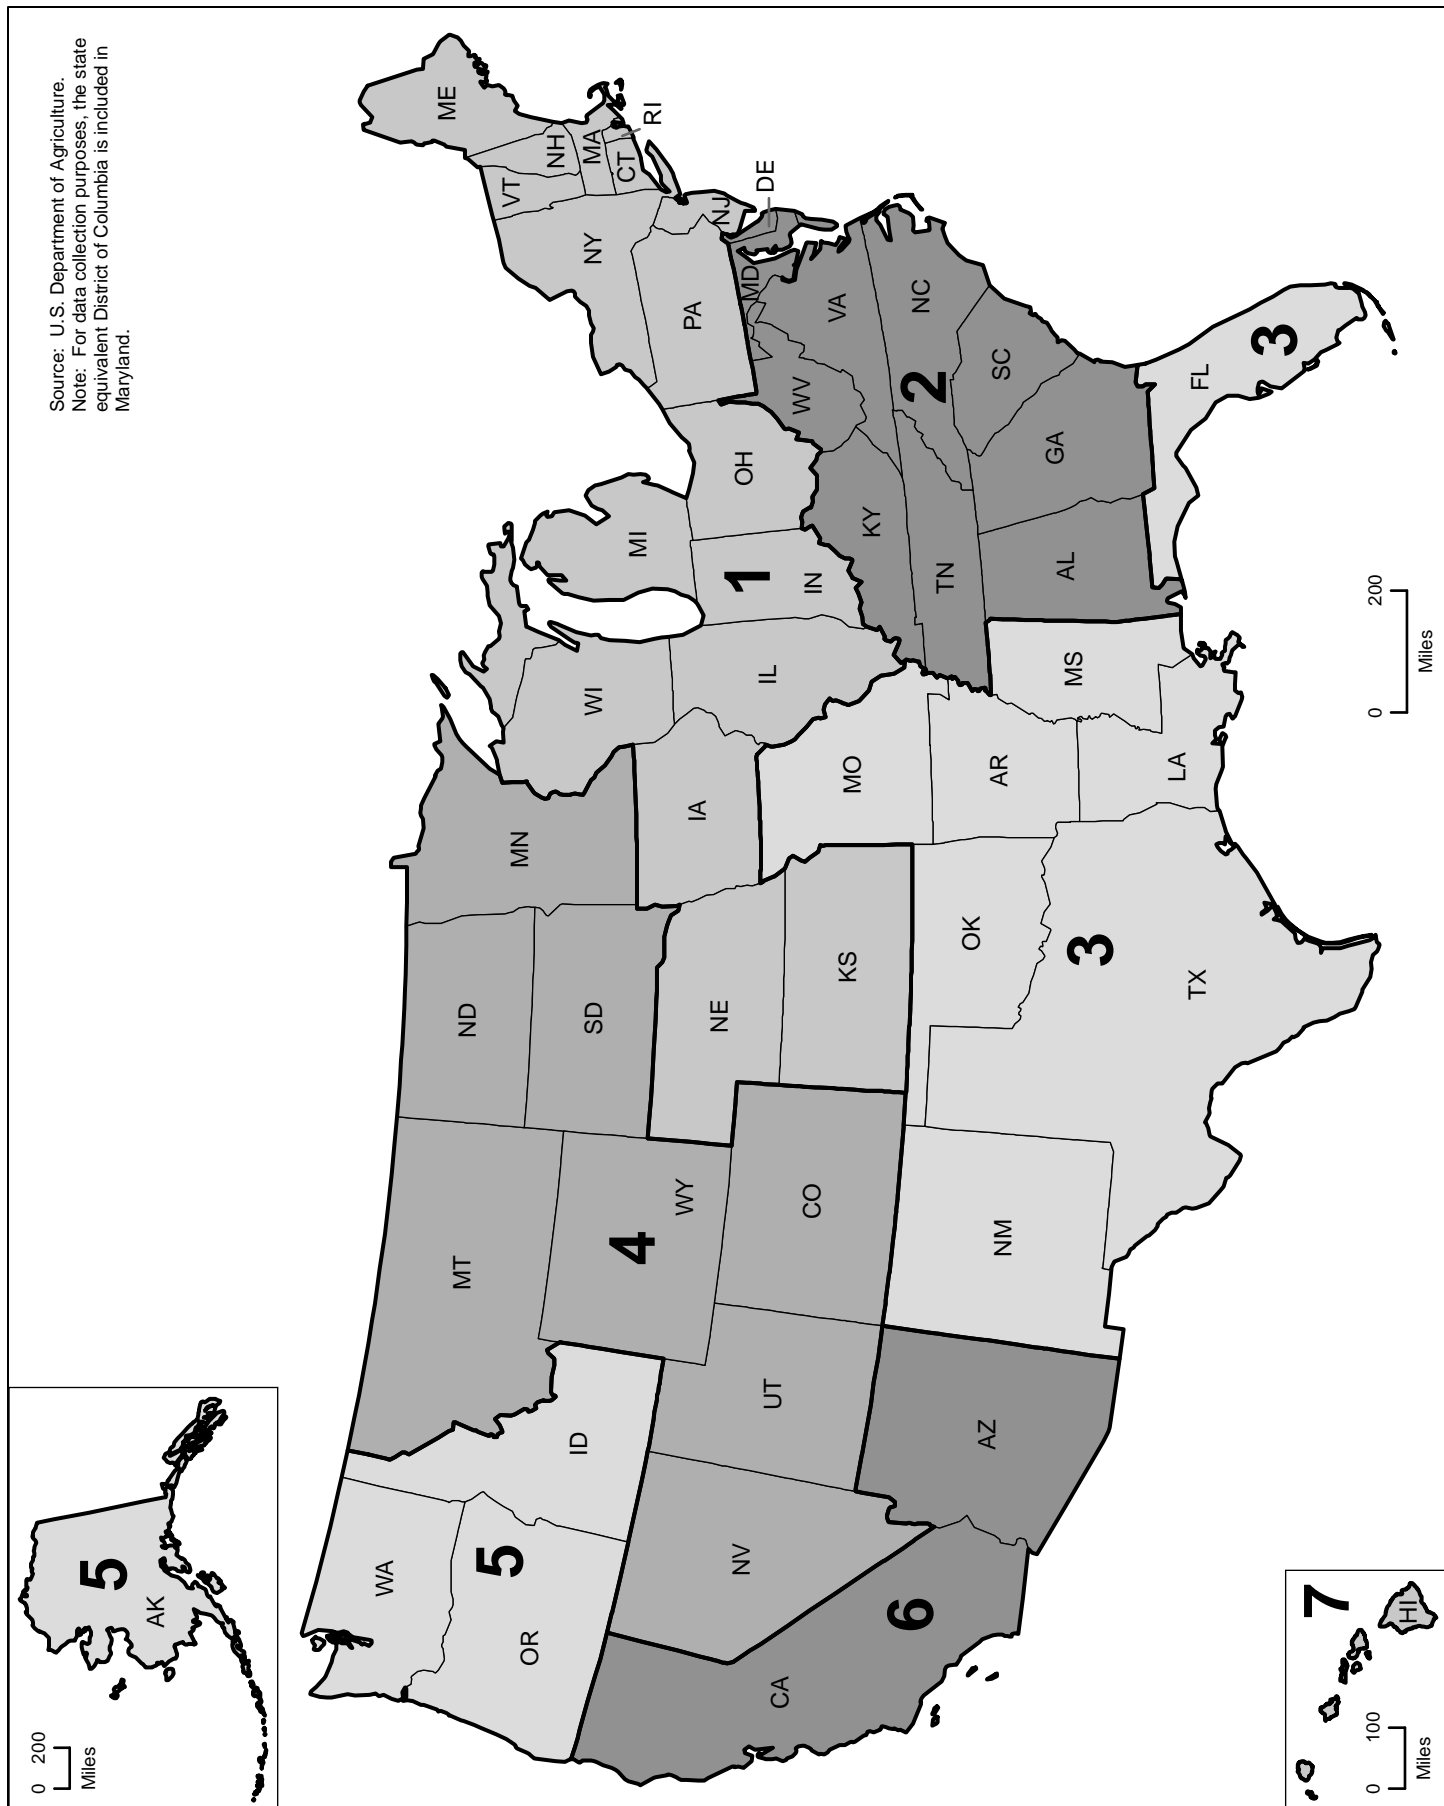 Source: U.S. Department of Agriculture.
Note: For data collection purposes, the state
equivalent District of Columbia is included in
Maryland.
5
AK
0 200
Miles
WA
OR
5
ID
MT
ND
MN
SD
4
WY
NE
IA
WI
MI
NY
VT
NH
ME
MA
CT
RI
NJ
PA
OH
1
IN
IL
NV
UT
CO
KS
MO
KY
WV
MD
DE
VA
CA
6
AZ
NM
OK
AR
TN
2
NC
SC
3
TX
LA
MS
AL
GA
FL
3
7
HI
0 100
Miles
0 200
Miles